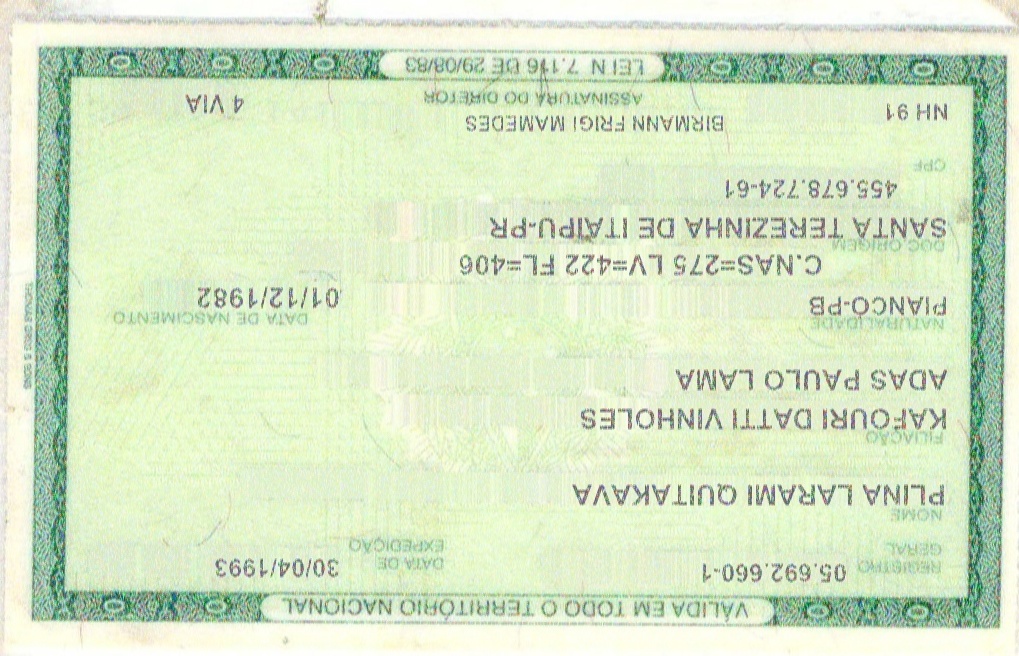 VÁLIDA EM TODO O TERRITÓRIO NACIONAL
REGISTRO GERAL 05.692.660-1 DATA DE EXPEDIÇÃO 30/04/1993
NOME
PLINA LARAMI QUITAKAVA
FILIAÇÃO
KAFOURI DATTI VINHOLES
ADAS PAULO LAMA
NATURALIDADE DATA DE NASCIMENTO
PIANCO-PB 01/12/1982
C.NAS=275 LV=422 FL=406
DOC ORIGEM
SANTA TEREZINHA DE ITAIPU-PR
455.678.724-61
CPF
BIRMANN FRIGI MAMEDES
NH 91 ASSINATURA DO DIRETOR 4 VIA
LEI N 7.116 DE 29/08/83